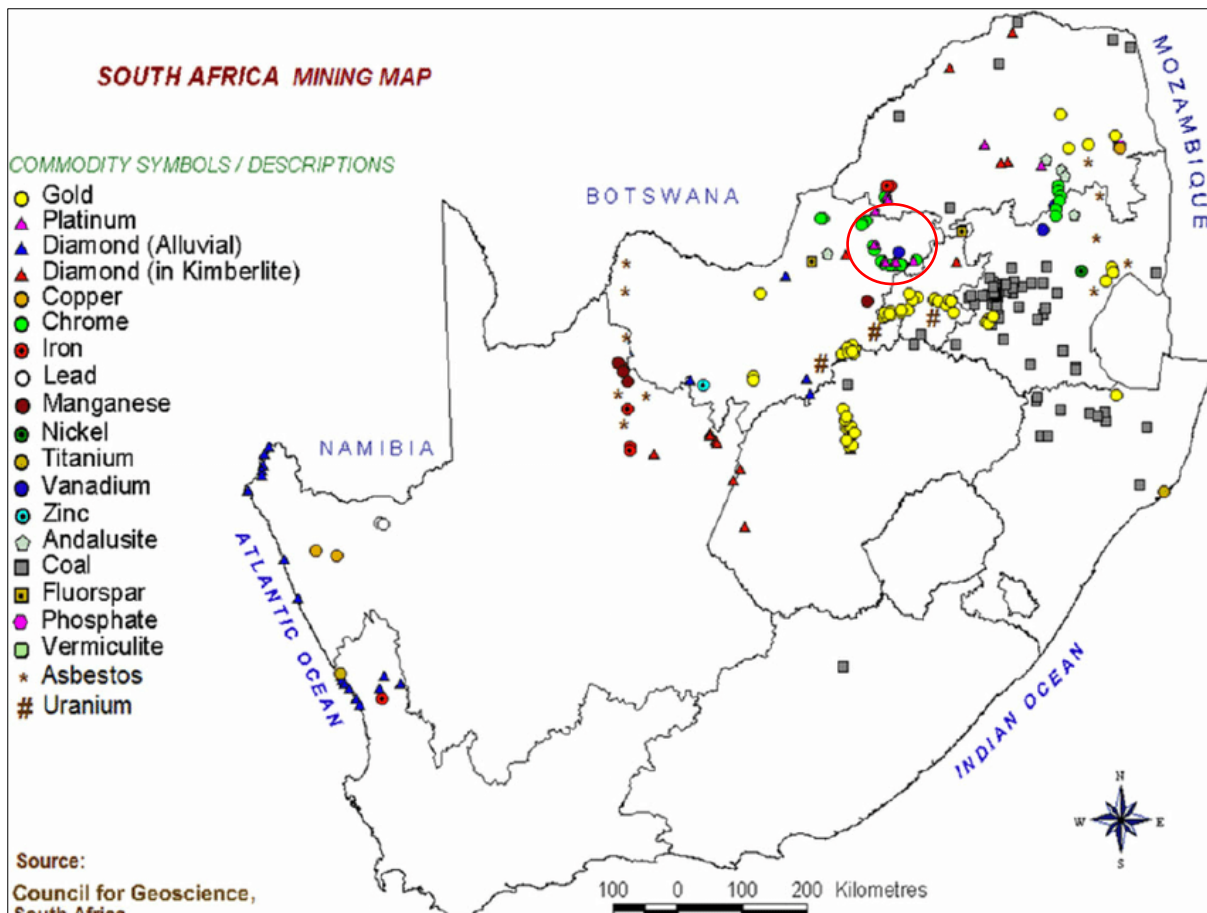 SOUTH AFRICA MINING MAP
MOZAMBIQUE
COMMODITY SYMBOLS / DESCRIPTIONS
Gold
Platinum
Diamond (Alluvial)
Diamond (in Kimberlite)
Copper
Chrome
Iron
Lead
Manganese
Nickel
Titanium
Vanadium
Zinc
Andalusite
Coal
Fluorspar
Phosphate
Vermiculite
Asbestos
# Uranium
BOTSWANA
NAMIBIA
ATLANTIC OCEAN
INDIAN OCEAN
N
W E
S
Source:
Council for Geoscience,
South Africa
100 0 100 200 Kilometres